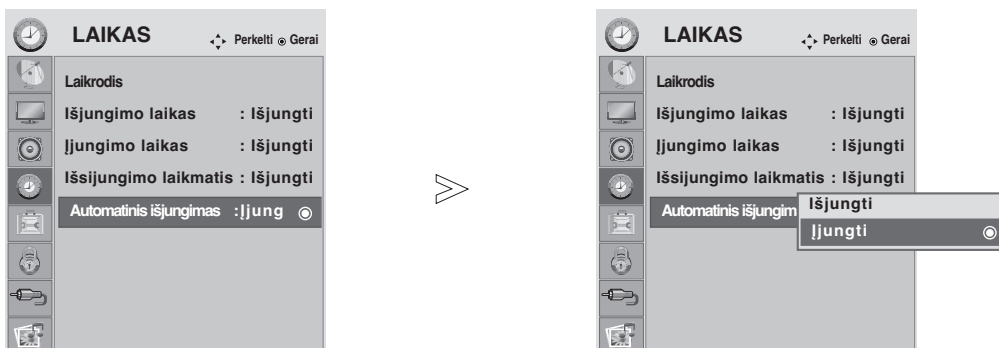 LAIKAS Perkelti Gerai
Laikrodis
Išjungimo laikas : Išjungti
Įjungimo laikas : Išjungti
Išsijungimo laikmatis : Išjungti
Automatinis išjungimas : Įjung
LAIKAS Perkelti Gerai
Laikrodis
Išjungimo laikas : Išjungti
Įjungimo laikas : Išjungti
Išsijungimo laikmatis : Išjungti
Automatinis išjungim
Išjungti
Įjungti